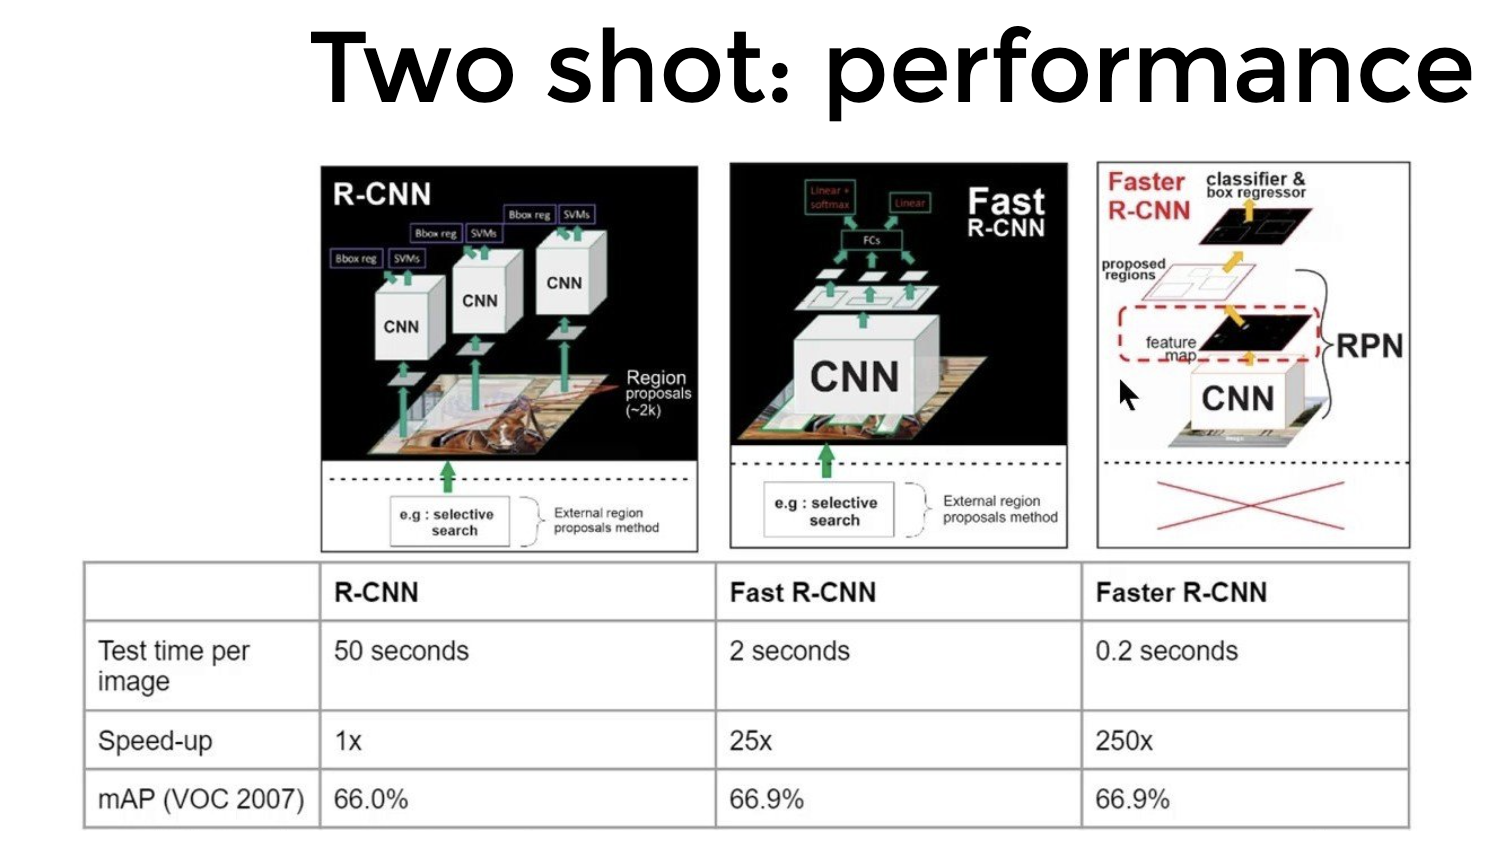 Two shot: performance
R-CNN
Bbox reg
SVMs
Bbox reg
SVMs
Bbox reg
SVMs
CNN
CNN
CNN
Region
proposals
(~2k)
e.g : selective
search
External region
proposals method
Fast
R-CNN
Linear +
softmax
Linear
FCs
CNN
e.g : selective
search
External region
proposals method
Faster
R-CNN
classifier &
box regressor
proposed
regions
feature
map
RPN
CNN
image
R-CNN
Fast R-CNN
Faster R-CNN
Test time per
image
50 seconds
2 seconds
0.2 seconds
Speed-up
1x
25x
250x
mAP (VOC 2007)
66.0%
66.9%
66.9%